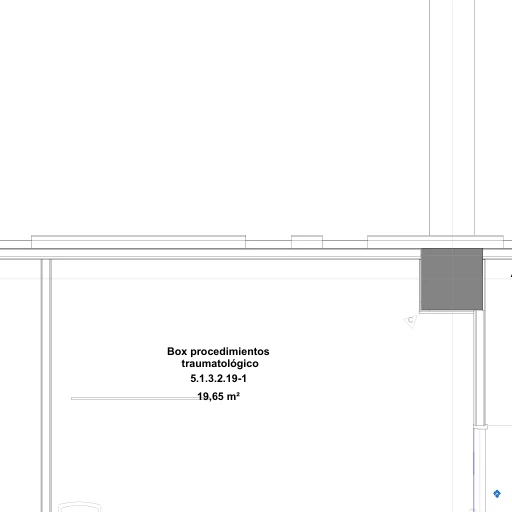 Box procedimientos
traumatológico
5.1.3.2.19-1
19,65 m²